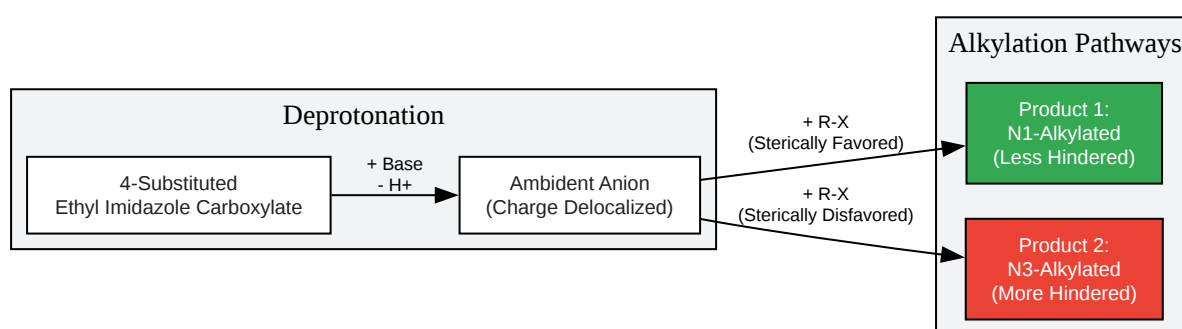 Deprotonation
4-Substituted
Ethyl Imidazole Carboxylate
+ Base
- H+
Ambident Anion
(Charge Delocalized)
+ R-X
(Sterically Favored)
+ R-X
(Sterically Disfavored)
Alkylation Pathways
Product 1:
N1-Alkylated
(Less Hindered)
Product 2:
N3-Alkylated
(More Hindered)